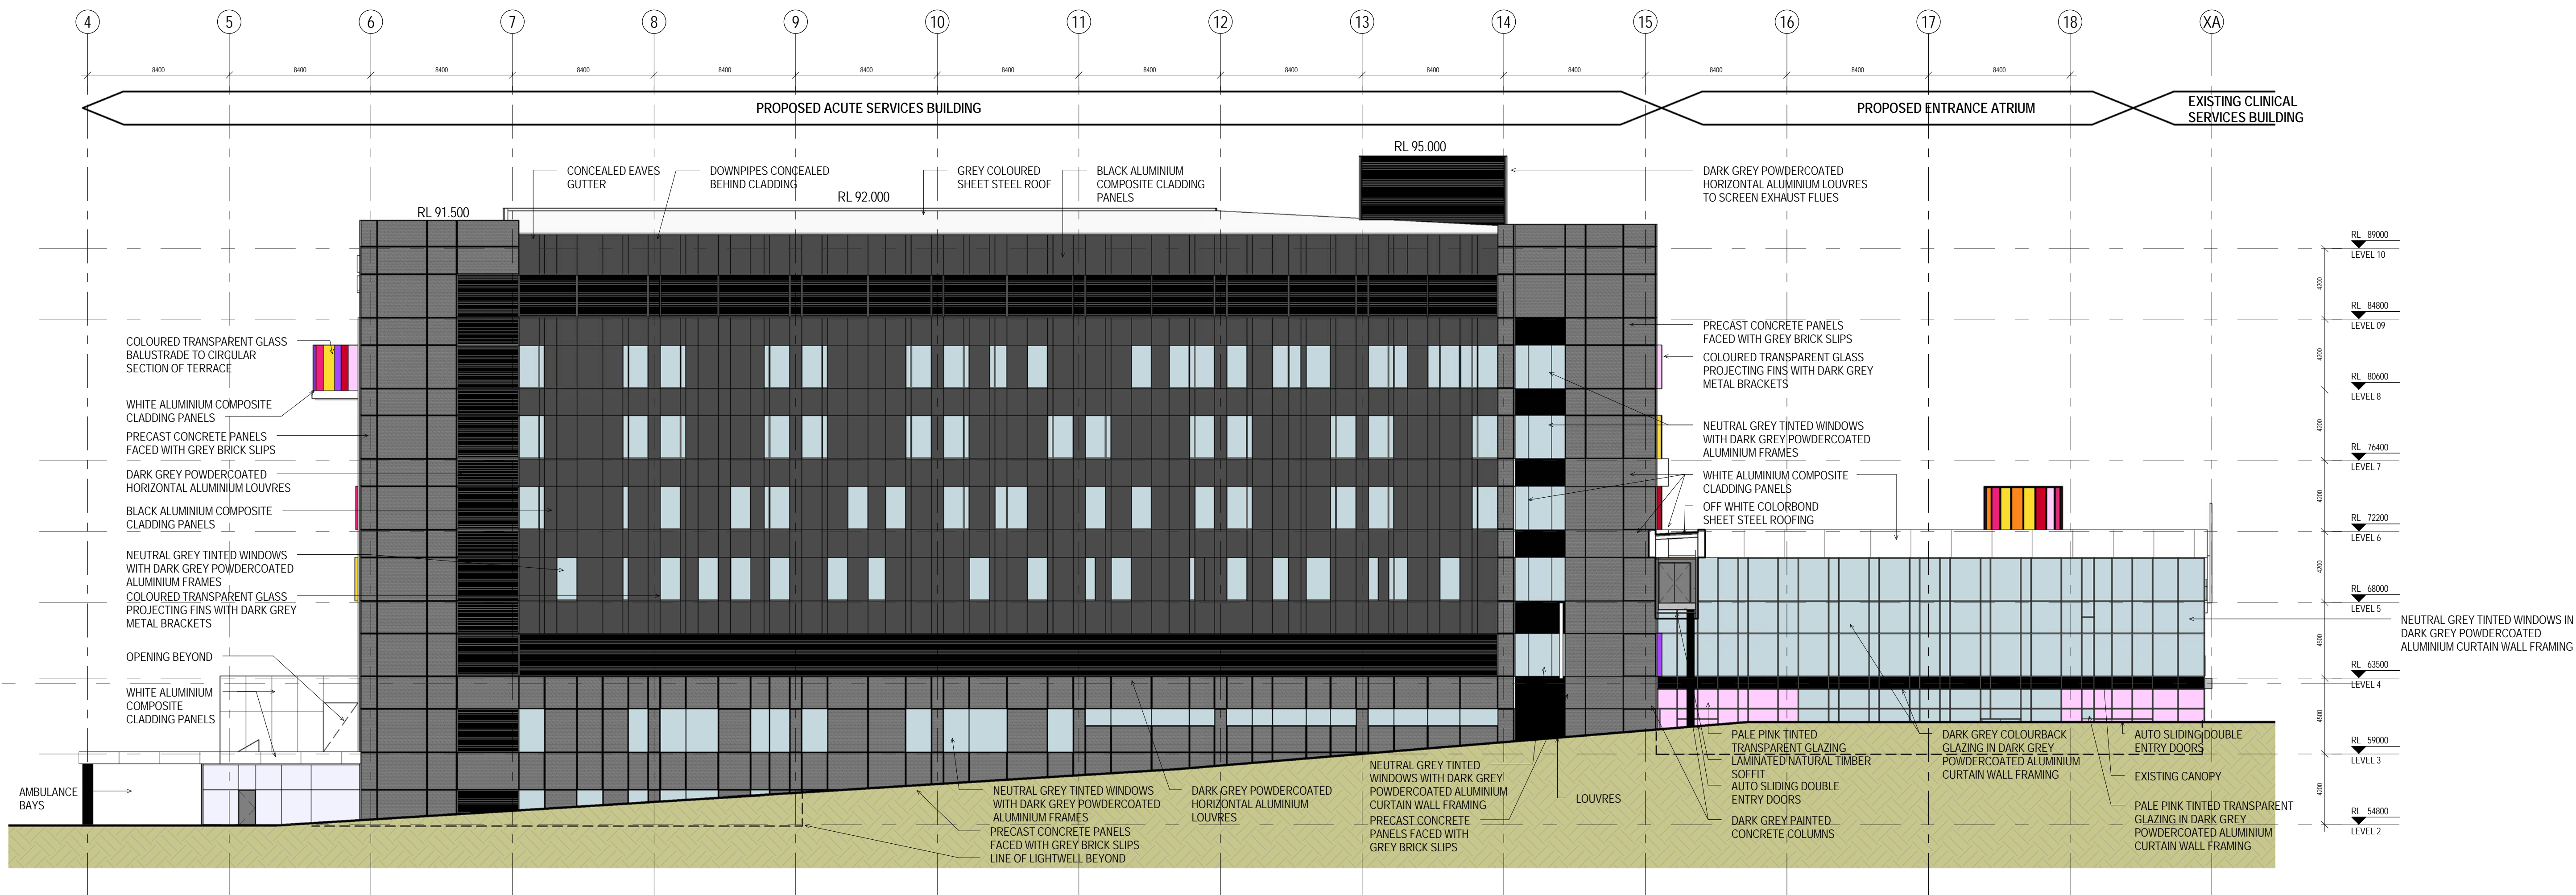 4 5 6 7 8 9 10 11 12 13 14 15 16 17 18 XA
8400 8400 8400 8400 8400 8400 8400 8400 8400 8400 8400 8400 8400 8400
PROPOSED ACUTE SERVICES BUILDING
PROPOSED ENTRANCE ATRIUM
EXISTING CLINICAL
SERVICES BUILDING
RL 95.000
CONCEALED EAVES
GUTTER
DOWNPIPES CONCEALED
BEHIND CLADDING
GREY COLOURED
SHEET STEEL ROOF
BLACK ALUMINIUM
COMPOSITE CLADDING
PANELS
DARK GREY POWDERCOATED
HORIZONTAL ALUMINIUM LOUVRES
TO SCREEN EXHAUST FLUES
RL 92.000
RL 91.500
COLOURED TRANSPARENT GLASS
BALUSTRADE TO CIRCULAR
SECTION OF TERRACE
WHITE ALUMINIUM COMPOSITE
CLADDING PANELS
PRECAST CONCRETE PANELS
FACED WITH GREY BRICK SLIPS
DARK GREY POWDERCOATED
HORIZONTAL ALUMINIUM LOUVRES
BLACK ALUMINIUM COMPOSITE
CLADDING PANELS
NEUTRAL GREY TINTED WINDOWS
WITH DARK GREY POWDERCOATED
ALUMINIUM FRAMES
COLOURED TRANSPARENT GLASS
PROJECTING FINS WITH DARK GREY
METAL BRACKETS
OPENING BEYOND
WHITE ALUMINIUM
COMPOSITE
CLADDING PANELS
AMBULANCE
BAYS
PRECAST CONCRETE PANELS
FACED WITH GREY BRICK SLIPS
COLOURED TRANSPARENT GLASS
PROJECTING FINS WITH DARK GREY
METAL BRACKETS
NEUTRAL GREY TINTED WINDOWS
WITH DARK GREY POWDERCOATED
ALUMINIUM FRAMES
WHITE ALUMINIUM COMPOSITE
CLADDING PANELS
OFF WHITE COLORBOND
SHEET STEEL ROOFING
RL 89000
LEVEL 10
4200
RL 84800
LEVEL 09
4200
RL 80600
LEVEL 8
4200
RL 76400
LEVEL 7
4200
RL 72200
LEVEL 6
4200
RL 68000
LEVEL 5
4500
RL 63500
LEVEL 4
4500
RL 59000
LEVEL 3
4200
RL 54800
LEVEL 2
NEUTRAL GREY TINTED WINDOWS IN
DARK GREY POWDERCOATED
ALUMINIUM CURTAIN WALL FRAMING
NEUTRAL GREY TINTED WINDOWS
WITH DARK GREY POWDERCOATED
ALUMINIUM FRAMES
PRECAST CONCRETE PANELS
FACED WITH GREY BRICK SLIPS
LINE OF LIGHTWELL BEYOND
DARK GREY POWDERCOATED
HORIZONTAL ALUMINIUM
LOUVRES
NEUTRAL GREY TINTED
WINDOWS WITH DARK GREY
POWDERCOATED ALUMINIUM
CURTAIN WALL FRAMING
PRECAST CONCRETE
PANELS FACED WITH
GREY BRICK SLIPS
LOUVRES
PALE PINK TINTED
TRANSPARENT GLAZING
LAMINATED NATURAL TIMBER
SOFFIT
AUTO SLIDING DOUBLE
ENTRY DOORS
DARK GREY PAINTED
CONCRETE COLUMNS
DARK GREY COLOURBACK
GLAZING IN DARK GREY
POWDERCOATED ALUMINIUM
CURTAIN WALL FRAMING
AUTO SLIDING DOUBLE
ENTRY DOORS
EXISTING CANOPY
PALE PINK TINTED TRANSPARENT
GLAZING IN DARK GREY
POWDERCOATED ALUMINIUM
CURTAIN WALL FRAMING